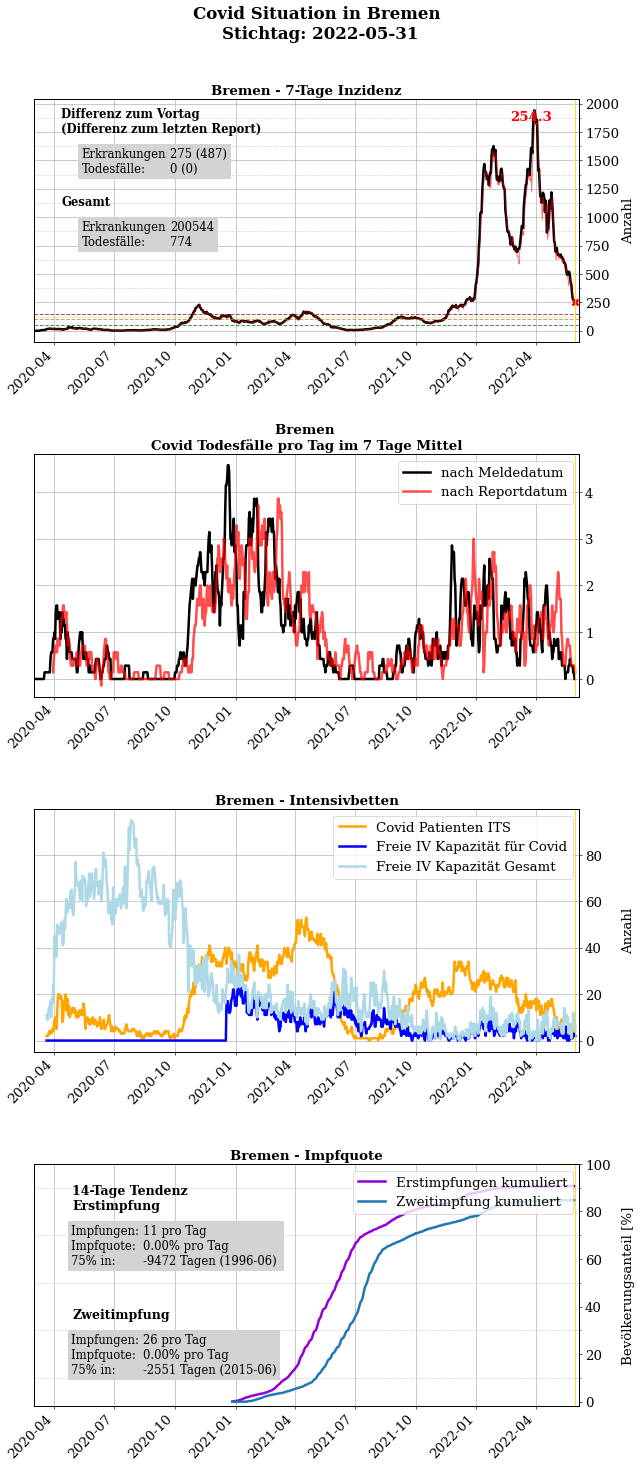 Covid Situation in Bremen
Stichtag: 2022-05-31
Bremen - 7-Tage Inzidenz
Differenz zum Vortag
(Differenz zum letzten Report)
Erkrankungen 275 (487)
Todesfälle: 0 (0)
Gesamt
Erkrankungen 200544
Todesfälle: 774
254.3
2000
1750
1500
1250
1000
750
500
250
0
Anzahl
2020-04 2020-07 2020-10 2021-01 2021-04 2021-07 2021-10 2022-01 2022-04
Bremen
Covid Todesfälle pro Tag im 7 Tage Mittel
nach Meldedatum
nach Reportdatum
4
3
2
1
0
2020-04 2020-07 2020-10 2021-01 2021-04 2021-07 2021-10 2022-01 2022-04
Bremen - Intensivbetten
Covid Patienten ITS
Freie IV Kapazität für Covid
Freie IV Kapazität Gesamt
80
60
40
20
0
Anzahl
2020-04 2020-07 2020-10 2021-01 2021-04 2021-07 2021-10 2022-01 2022-04
Bremen - Impfquote
14-Tage Tendenz
Erstimpfung
Impfungen: 11 pro Tag
Impfquote: 0.00% pro Tag
75% in: -9472 Tagen (1996-06)
Zweitimpfung
Impfungen: 26 pro Tag
Impfquote: 0.00% pro Tag
75% in: -2551 Tagen (2015-06)
Erstimpfungen kumuliert
Zweitimpfung kumuliert
100
80
60
40
20
0
Bevölkerungsanteil [%]
2020-04 2020-07 2020-10 2021-01 2021-04 2021-07 2021-10 2022-01 2022-04